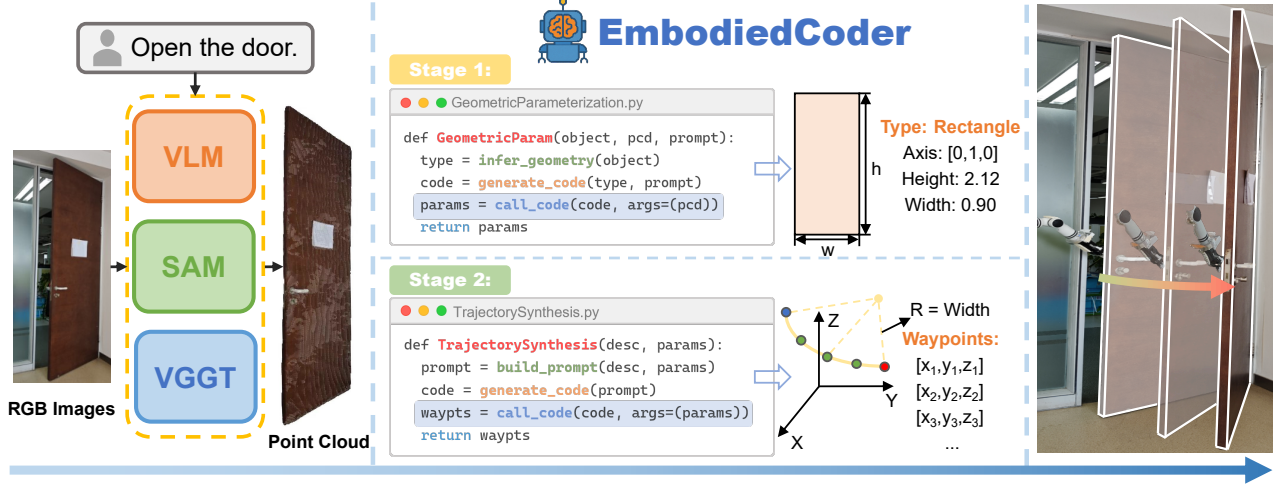 Open the door.
VLM
SAM
VGGT
RGB Images
Point Cloud
EmbodiedCoder
Stage 1:
GeometricParameterization.py
def GeometricParam(object, pcd, prompt):
type = infer_geometry(object)
code = generate_code(type, prompt)
params = call_code(code, args=(pcd))
return params
h
w
Type: Rectangle
Axis: [0,1,0]
Height: 2.12
Width: 0.90
Stage 2:
TrajectorySynthesis.py
def TrajectorySynthesis(desc, params):
prompt = build_prompt(desc, params)
code = generate_code(prompt)
waypts = call_code(code, args=(params))
return waypts
Z
Y
X
R = Width
Waypoints:
[x₁,y₁,z₁]
[x₂,y₂,z₂]
[x₃,y₃,z₃]
...